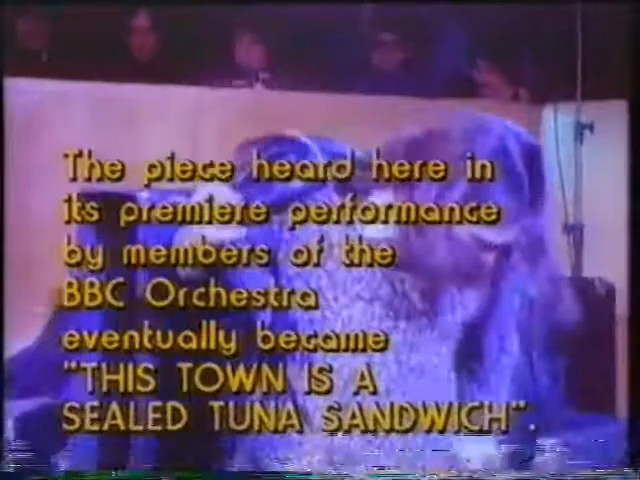 The piece heard here in
its premiere performance
by members of the
BBC Orchestra
eventually became
"THIS TOWN IS A
SEALED TUNA SANDWICH".